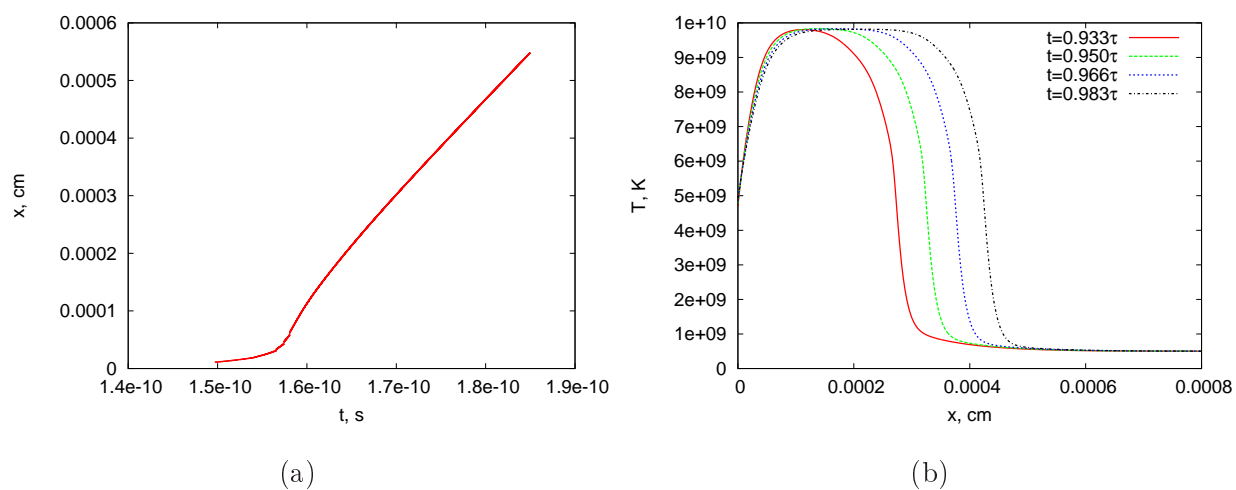 0.0006
0.0005
0.0004
0.0003
0.0002
0.0001
0
x, cm
1.4e-10 1.5e-10 1.6e-10 1.7e-10 1.8e-10 1.9e-10
t, s
(a)
1e+10
9e+09
8e+09
7e+09
6e+09
5e+09
4e+09
3e+09
2e+09
1e+09
0
T, K
t=0.933τ
t=0.950τ
t=0.966τ
t=0.983τ
0 0.0002 0.0004 0.0006 0.0008
x, cm
(b)